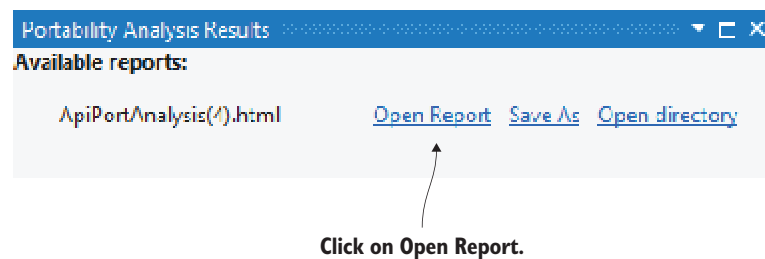 Portability Analysis Results
Available reports:
ApiPortAnalysis(4).html Open Report Save As Open directory
Click on Open Report.